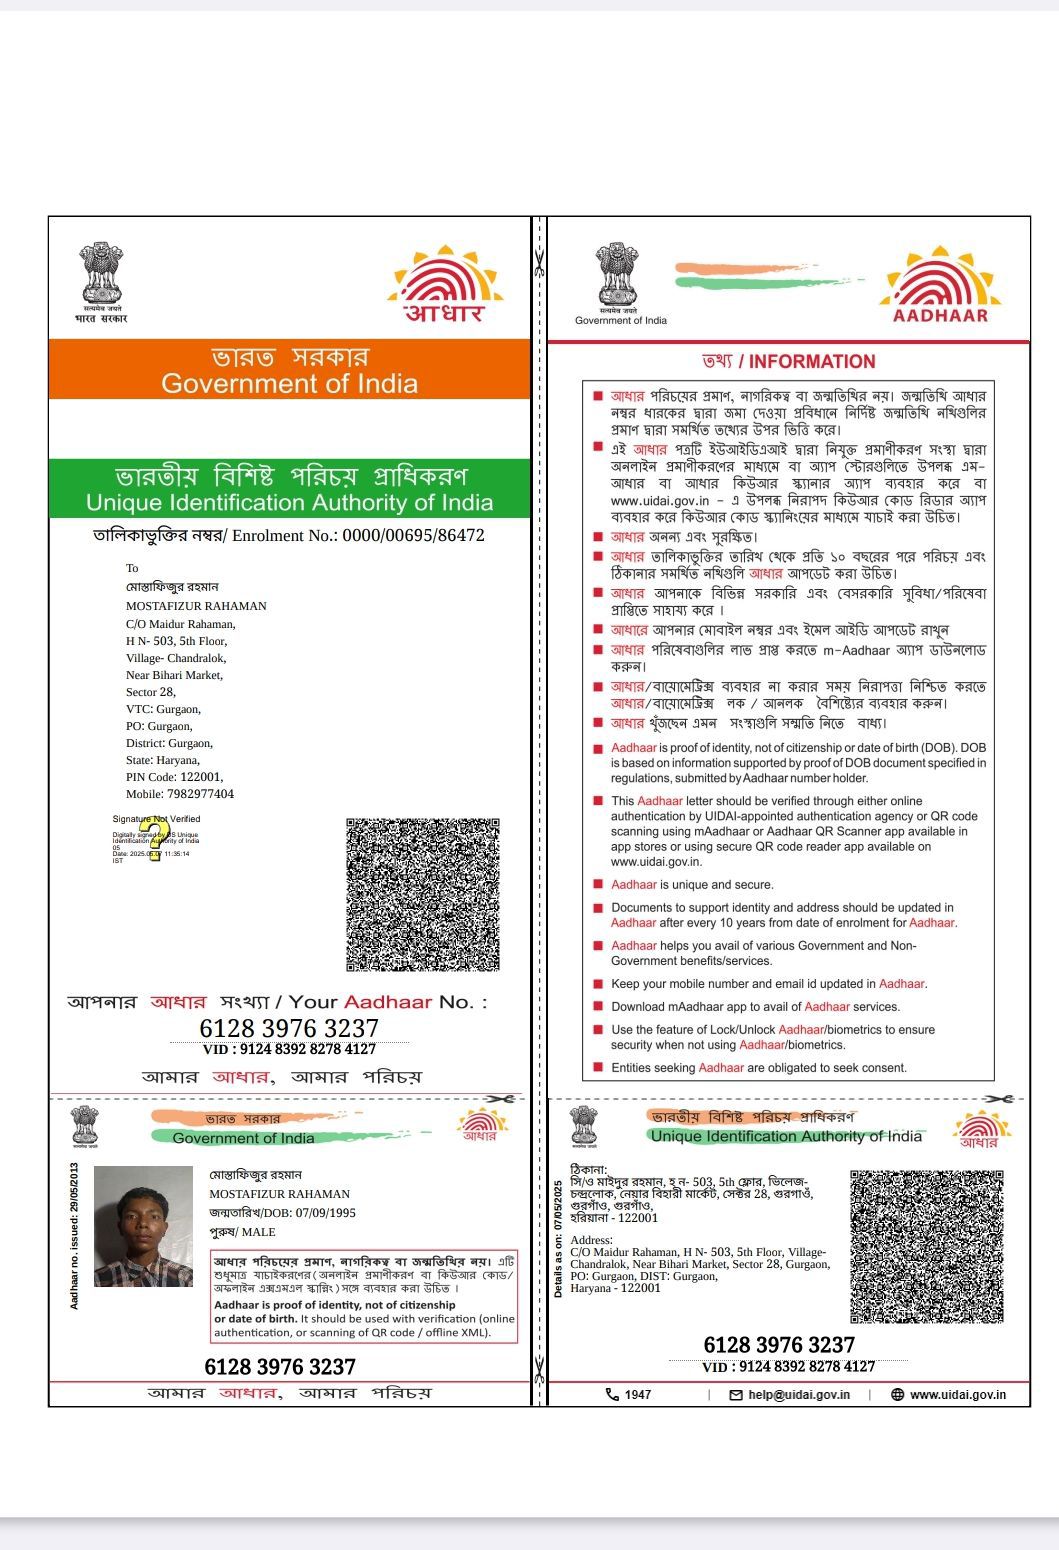 सत्यमेव जयते
भारत सरकार
आधार
ভারত সরকার
Government of India
ভারতীয় বিশিষ্ট পরিচয় প্রাধিকরণ
Unique Identification Authority of India
তালিকাভুক্তির নম্বর/ Enrolment No.: 0000/00695/86472
To
মোস্তাফিজুর রহমান
MOSTAFIZUR RAHAMAN
C/O Maidur Rahaman,
H N- 503, 5th Floor,
Village- Chandralok,
Near Bihari Market,
Sector 28,
VTC: Gurgaon,
PO: Gurgaon,
District: Gurgaon,
State: Haryana,
PIN Code: 122001,
Mobile: 7982977404
Signature Not Verified
Digitally signed by DS Unique
Identification Authority of India
05
Date: 2025.05.07 11:35:14
IST
আপনার আধার সংখ্যা / Your Aadhaar No. :
6128 3976 3237
VID : 9124 8392 8278 4127
আমার আধার, আমার পরিচয়
सत्यमेव जयते
Government of India
AADHAAR
তথ্য / INFORMATION
আধার পরিচয়ের প্রমাণ, নাগরিকত্ব বা জন্মতিথির নয়। জন্মতিথি আধার
নম্বর ধারকের দ্বারা জমা দেওয়া প্রবিধানে নির্দিষ্ট জন্মতিথি নথিগুলির
প্রমাণ দ্বারা সমর্থিত তথ্যের উপর ভিত্তি করে।
এই আধার পত্রটি ইউআইডিএআই দ্বারা নিযুক্ত প্রমাণীকরণ সংস্থা দ্বারা
অনলাইন প্রমাণীকরণের মাধ্যমে বা অ্যাপ স্টোরগুলিতে উপলব্ধ এম-
আধার বা আধার কিউআর স্ক্যানার অ্যাপ ব্যবহার করে বা
www.uidai.gov.in - এ উপলব্ধ নিরাপদ কিউআর কোড রিডার অ্যাপ
ব্যবহার করে কিউআর কোড স্ক্যানিংয়ের মাধ্যমে যাচাই করা উচিত।
আধার অনন্য এবং সুরক্ষিত।
আধার তালিকাভুক্তির তারিখ থেকে প্রতি ১০ বছরের পরে পরিচয় এবং
ঠিকানার সমর্থিত নথিগুলি আধার আপডেট করা উচিত।
আধার আপনাকে বিভিন্ন সরকারি এবং বেসরকারি সুবিধা/পরিষেবা
প্রাপ্তিতে সাহায্য করে ।
আধারে আপনার মোবাইল নম্বর এবং ইমেল আইডি আপডেট রাখুন
আধার পরিষেবাগুলির লাভ প্রাপ্ত করতে m-Aadhaar অ্যাপ ডাউনলোড
করুন।
আধার/বায়োমেট্রিক্স ব্যবহার না করার সময় নিরাপত্তা নিশ্চিত করতে
আধার/বায়োমেট্রিক্স লক / আনলক বৈশিষ্ট্যের ব্যবহার করুন।
আধার খুঁজছেন এমন সংস্থাগুলি সম্মতি নিতে বাধ্য।
Aadhaar is proof of identity, not of citizenship or date of birth (DOB). DOB
is based on information supported by proof of DOB document specified in
regulations, submitted by Aadhaar number holder.
This Aadhaar letter should be verified through either online
authentication by UIDAI-appointed authentication agency or QR code
scanning using mAadhaar or Aadhaar QR Scanner app available in
app stores or using secure QR code reader app available on
www.uidai.gov.in.
Aadhaar is unique and secure.
Documents to support identity and address should be updated in
Aadhaar after every 10 years from date of enrolment for Aadhaar.
Aadhaar helps you avail of various Government and Non-
Government benefits/services.
Keep your mobile number and email id updated in Aadhaar.
Download mAadhaar app to avail of Aadhaar services.
Use the feature of Lock/Unlock Aadhaar/biometrics to ensure
security when not using Aadhaar/biometrics.
Entities seeking Aadhaar are obligated to seek consent.
ভারত সরকার
Government of India
आधार
Aadhaar no. issued: 29/05/2013
মোস্তাফিজুর রহমান
MOSTAFIZUR RAHAMAN
জন্মতারিখ/DOB: 07/09/1995
পুরুষ/ MALE
আধার পরিচয়ের প্রমাণ, নাগরিকত্ব বা জন্মতিথির নয়। এটি
শুধুমাত্র যাচাইকরণের(অনলাইন প্রমাণীকরণ বা কিউআর কোড/
অফলাইন এক্সএমএল স্ক্যানিং)সঙ্গে ব্যবহার করা উচিত ।
Aadhaar is proof of identity, not of citizenship
or date of birth. It should be used with verification (online
authentication, or scanning of QR code / offline XML).
6128 3976 3237
আমার আধার, আমার পরিচয়
ভারতীয় বিশিষ্ট পরিচয় প্রাধিকরণ
Unique Identification Authority of India
आधार
Details as on: 07/05/2025
ঠিকানা:
সি/ও মাইদুর রহমান, হ ন- 503, 5th ফ্লোর, ভিলেজ-
চন্দ্রলোক, নেয়ার বিহারী মার্কেট, সেক্টর 28, গুরগাওঁ,
গুরগাঁও, গুরগাঁও,
হরিয়ানা - 122001
Address:
C/O Maidur Rahaman, H N- 503, 5th Floor, Village-
Chandralok, Near Bihari Market, Sector 28, Gurgaon,
PO: Gurgaon, DIST: Gurgaon,
Haryana - 122001
6128 3976 3237
VID : 9124 8392 8278 4127
1947 | help@uidai.gov.in | www.uidai.gov.in